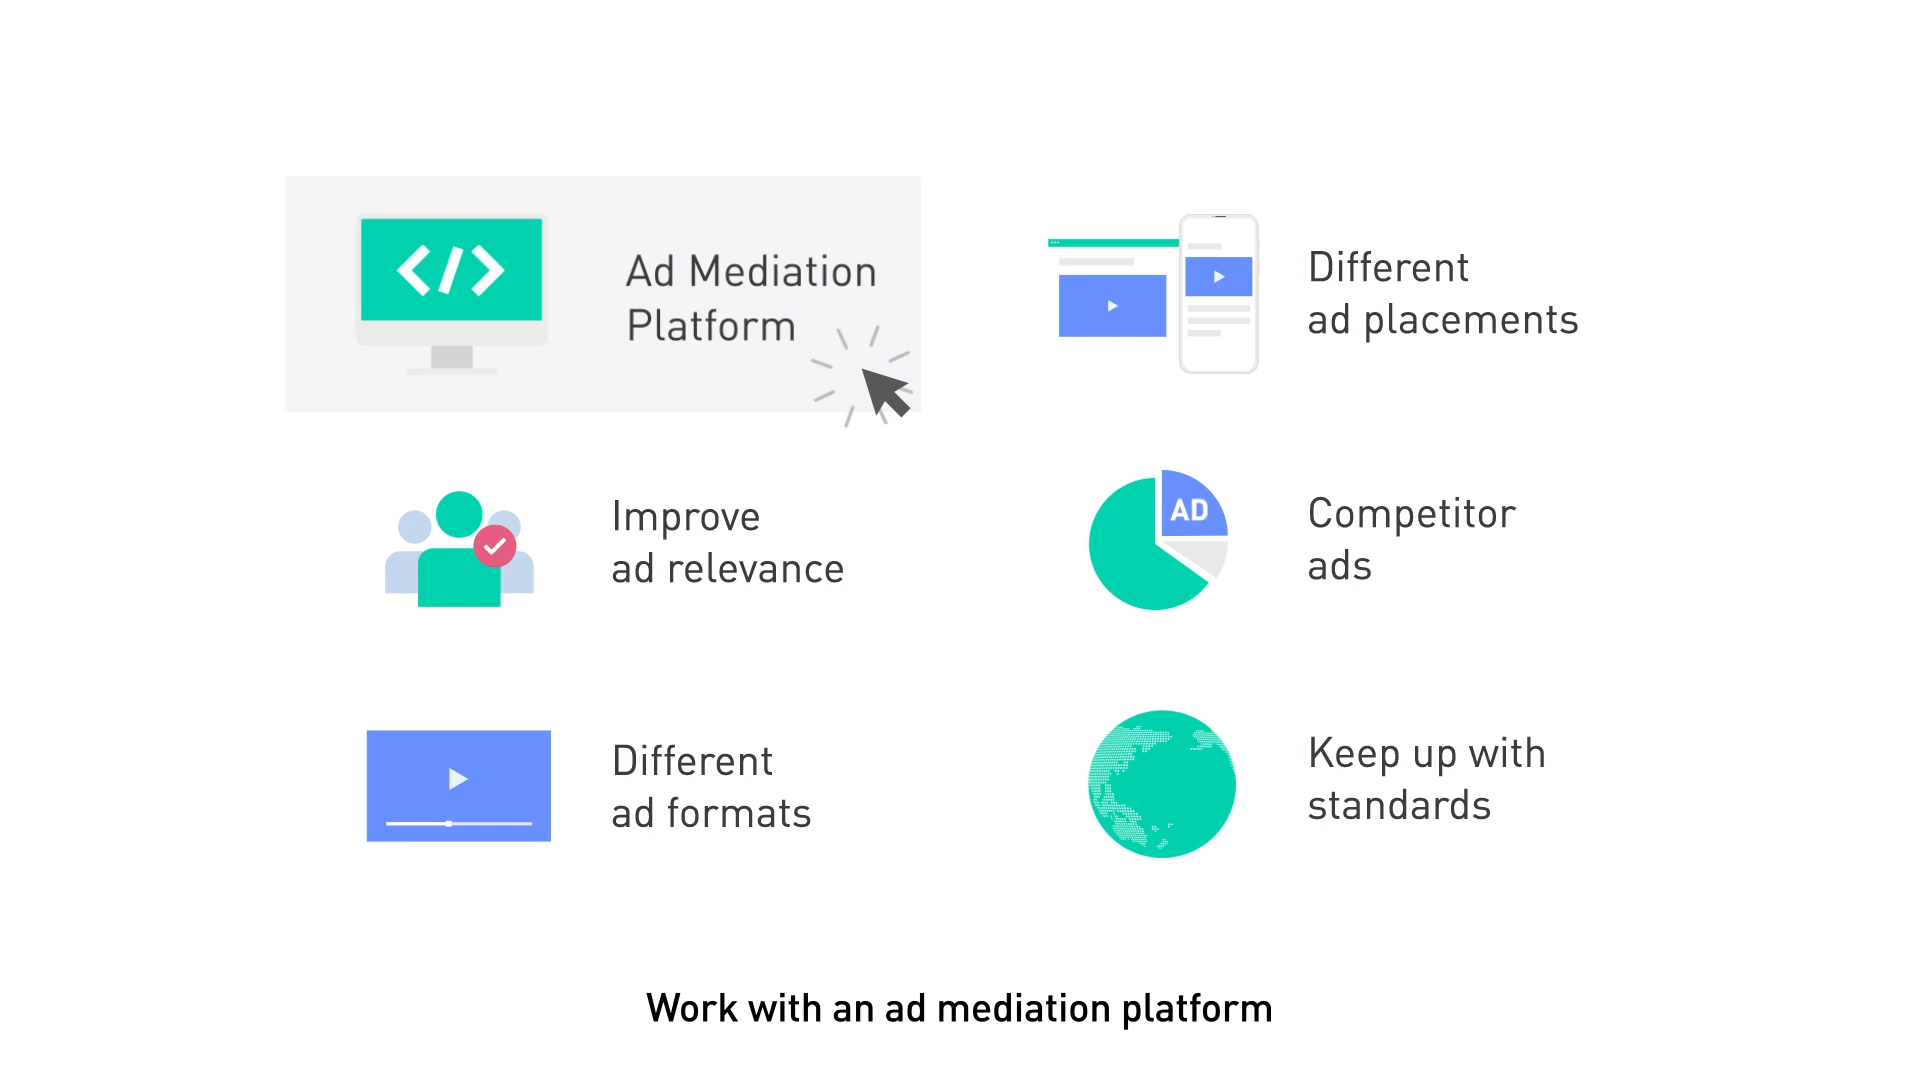 </>
Ad Mediation
Platform
Different
ad placements
Improve
ad relevance
AD
Competitor
ads
Different
ad formats
Keep up with
standards
Work with an ad mediation platform